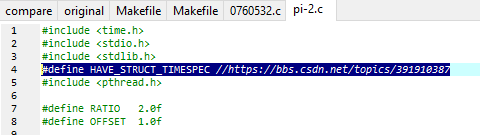 compare original Makefile Makefile 0760532.c pi-2.c
1 #include <time.h>
2 #include <stdio.h>
3 #include <stdlib.h>
4 #define HAVE_STRUCT_TIMESPEC //https://bbs.csdn.net/topics/391910387
5 #include <pthread.h>
6
7 #define RATIO 2.0f
8 #define OFFSET 1.0f